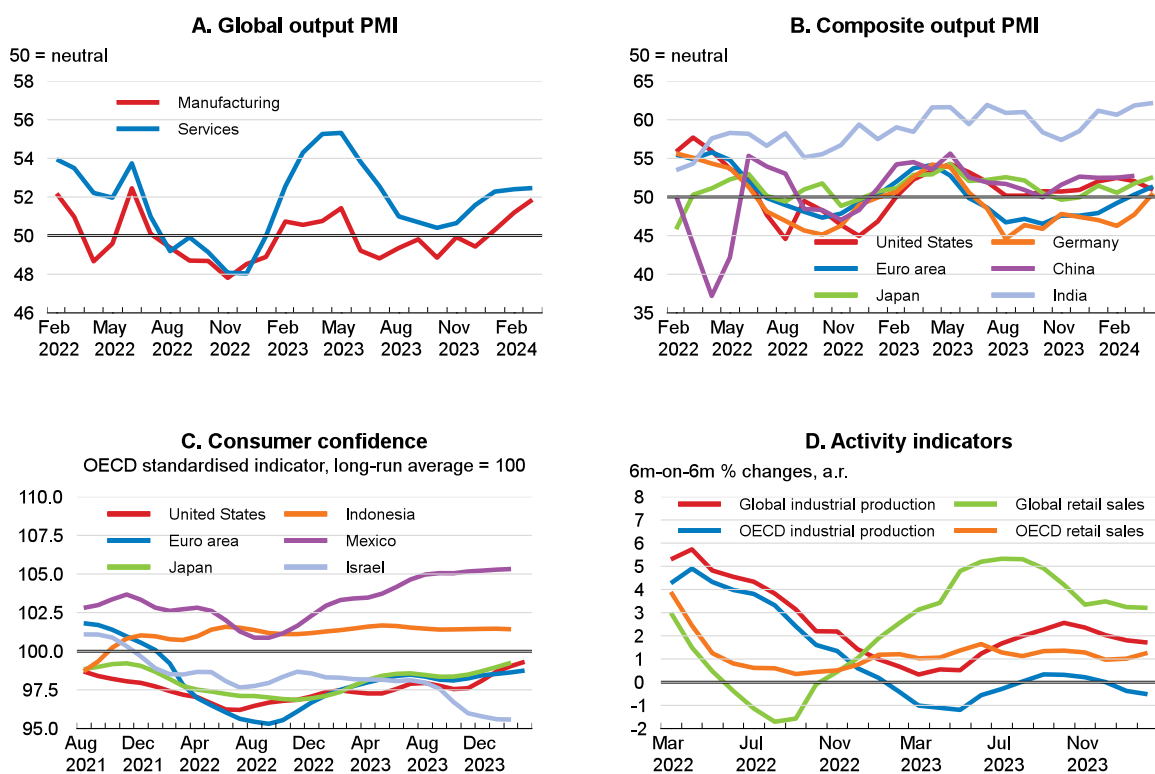 A. Global output PMI
50 = neutral
58
56
54
52
50
48
46
Manufacturing
Services
Feb May Aug Nov Feb May Aug Nov Feb
2022 2022 2022 2022 2023 2023 2023 2023 2024
B. Composite output PMI
50 = neutral
65
60
55
50
45
40
35
United States Germany
Euro area China
Japan India
Feb May Aug Nov Feb May Aug Nov Feb
2022 2022 2022 2022 2023 2023 2023 2023 2024
C. Consumer confidence
OECD standardised indicator, long-run average = 100
110.0
107.5
105.0
102.5
100.0
97.5
95.0
United States Indonesia
Euro area Mexico
Japan Israel
Aug Dec Apr Aug Dec Apr Aug Dec
2021 2021 2022 2022 2022 2023 2023 2023
D. Activity indicators
6m-on-6m % changes, a.r.
8
7
6
5
4
3
2
1
0
-1
-2
Global industrial production Global retail sales
OECD industrial production OECD retail sales
Mar Jul Nov Mar Jul Nov
2022 2022 2022 2023 2023 2023